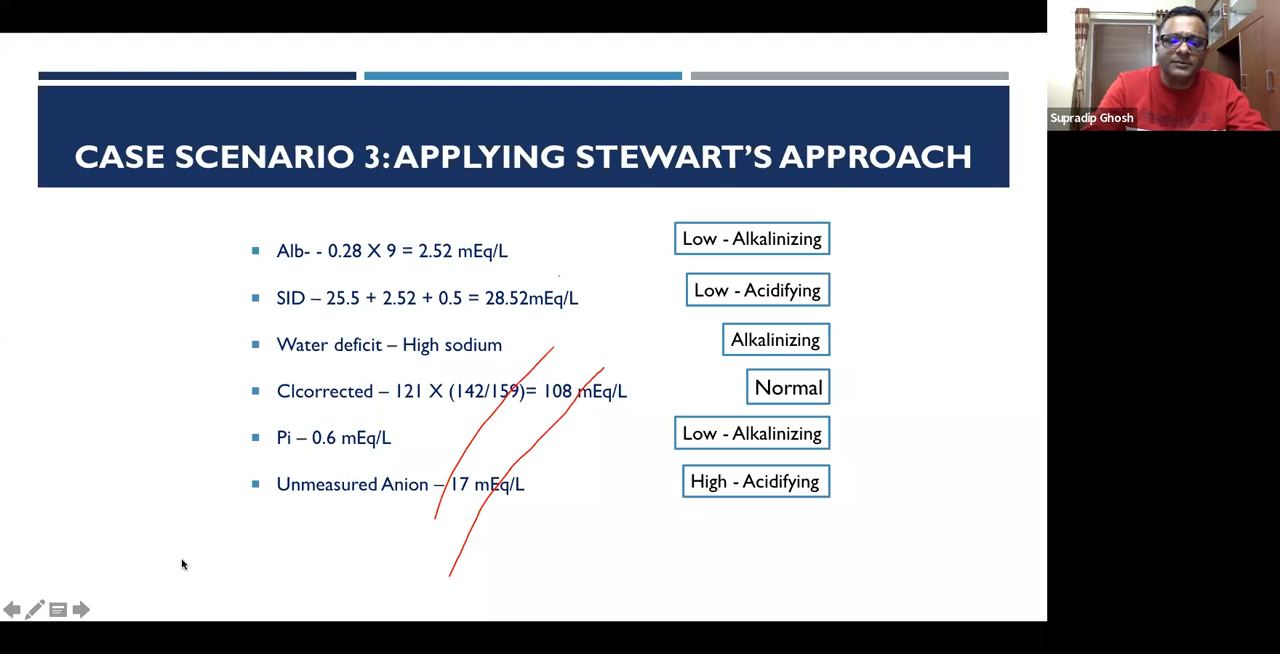 Supradip Ghosh
CASE SCENARIO 3: APPLYING STEWART'S APPROACH
Alb- - 0.28 X 9 = 2.52 mEq/L
Low - Alkalinizing
SID – 25.5 + 2.52 + 0.5 = 28.52mEq/L
Low - Acidifying
Water deficit – High sodium
Alkalinizing
Clcorrected – 121 X (142/159)= 108 mEq/L
Normal
Pi – 0.6 mEq/L
Low - Alkalinizing
Unmeasured Anion – 17 mEq/L
High - Acidifying